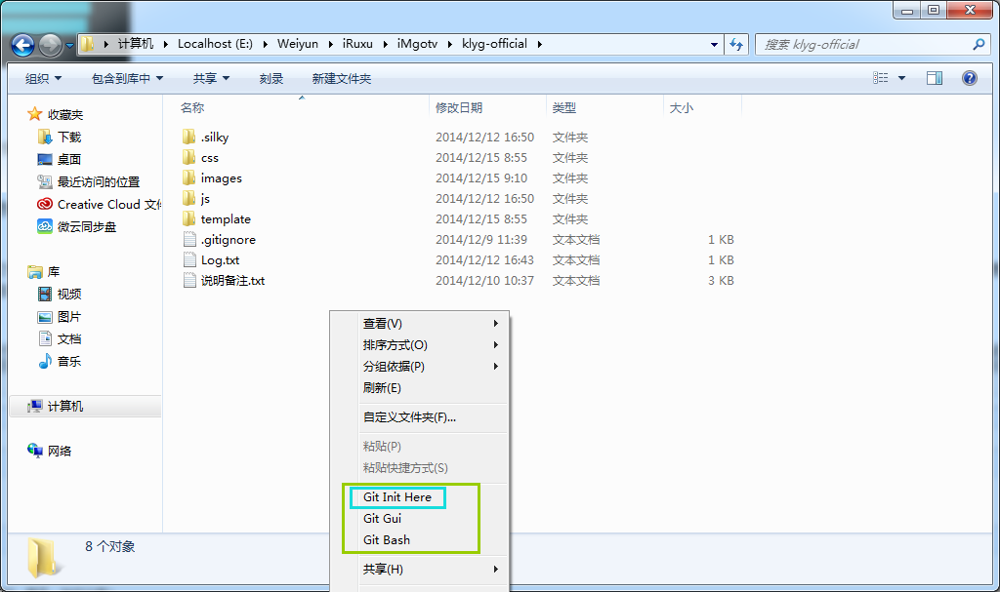 计算机 Localhost (E:) Weiyun iRuxu iMgotv klyg-official
搜索 klyg-official
组织 包含到库中 共享 刻录 新建文件夹
名称 修改日期 类型 大小
收藏夹
下载
桌面
最近访问的位置
Creative Cloud 文件
微云同步盘
库
视频
图片
文档
音乐
计算机
网络
.silky 2014/12/12 16:50 文件夹
css 2014/12/15 8:55 文件夹
images 2014/12/15 9:10 文件夹
js 2014/12/12 16:50 文件夹
template 2014/12/15 8:55 文件夹
.gitignore 2014/12/9 11:39 文本文档 1 KB
Log.txt 2014/12/12 16:43 文本文档 1 KB
说明备注.txt 2014/12/10 10:37 文本文档 3 KB
查看(V)
排序方式(O)
分组依据(P)
刷新(E)
自定义文件夹(F)...
粘贴(P)
粘贴快捷方式(S)
Git Init Here
Git Gui
Git Bash
共享(H)
8 个对象